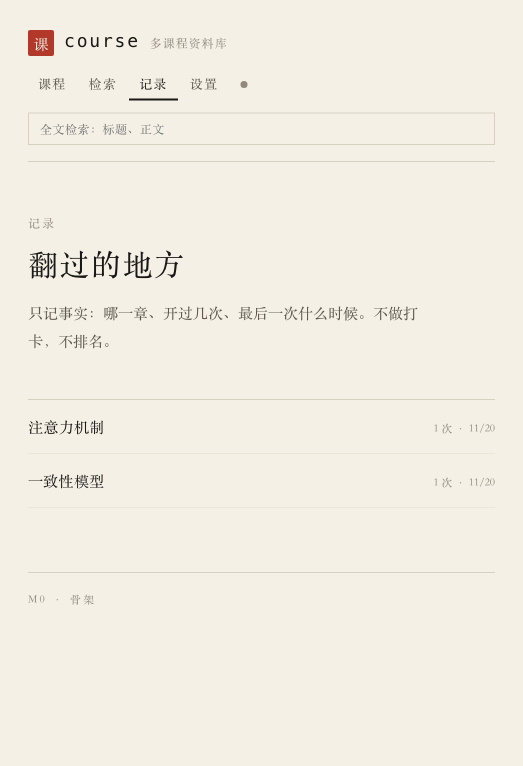 课 course 多课程资料库
课程 检索 记录 设置
全文检索：标题、正文
记录
翻过的地方
只记事实：哪一章、开过几次、最后一次什么时候。不做打
卡，不排名。
注意力机制 1 次 · 11/20
一致性模型 1 次 · 11/20
M0 · 骨架